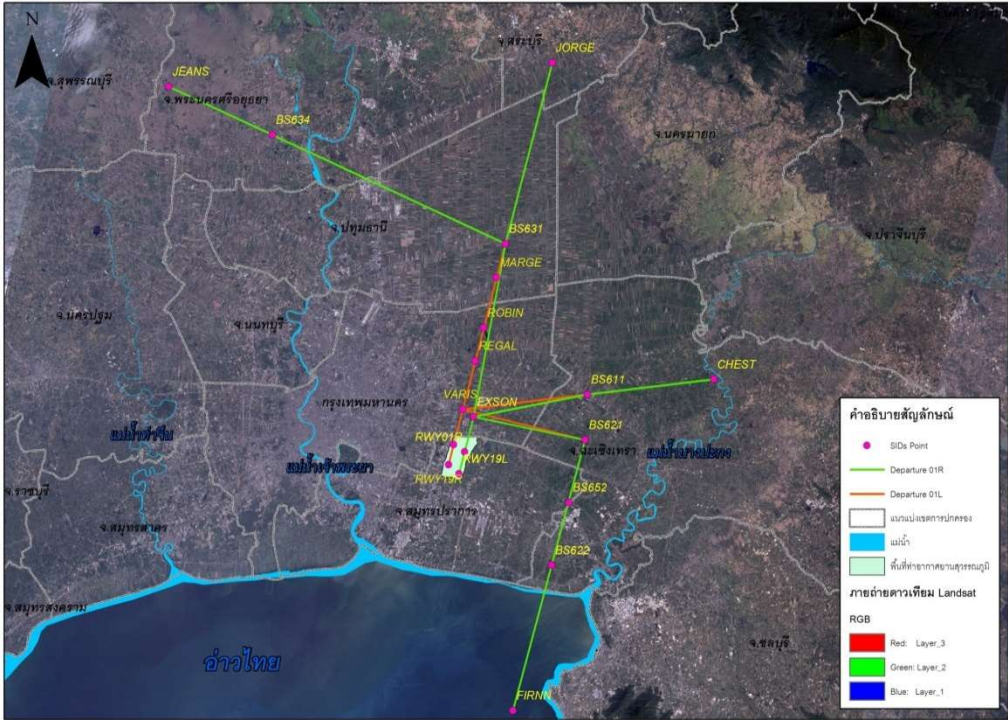 N
จ.สระบุรี
JORGE
จ.สุพรรณบุรี
JEANS
จ.พระนครศรีอยุธยา
BS634
จ.นครนายก
จ.ปทุมธานี
BS631
จ.ปราจีนบุรี
MARGE
จ.นครปฐม
จ.นนทบุรี
ROBIN
REGAL
CHEST
BS611
กรุงเทพมหานคร
VARIS
EXSON
แม่น้ำท่าจีน
RWY01R
BS621
จ.ฉะเชิงเทรา
แม่น้ำบางปะกง
แม่น้ำเจ้าพระยา
RWY19L
RWY19R
จ.ราชบุรี
BS652
จ.สมุทรปราการ
จ.สมุทรสาคร
BS622
จ.สมุทรสงคราม
จ.ชลบุรี
อ่าวไทย
FIRNN
คำอธิบายสัญลักษณ์
SIDs Point
Departure 01R
Departure 01L
แนวแบ่งเขตการปกครอง
แม่น้ำ
พื้นที่ท่าอากาศยานสุวรรณภูมิ
ภาพถ่ายดาวเทียม Landsat
RGB
Red: Layer_3
Green: Layer_2
Blue: Layer_1